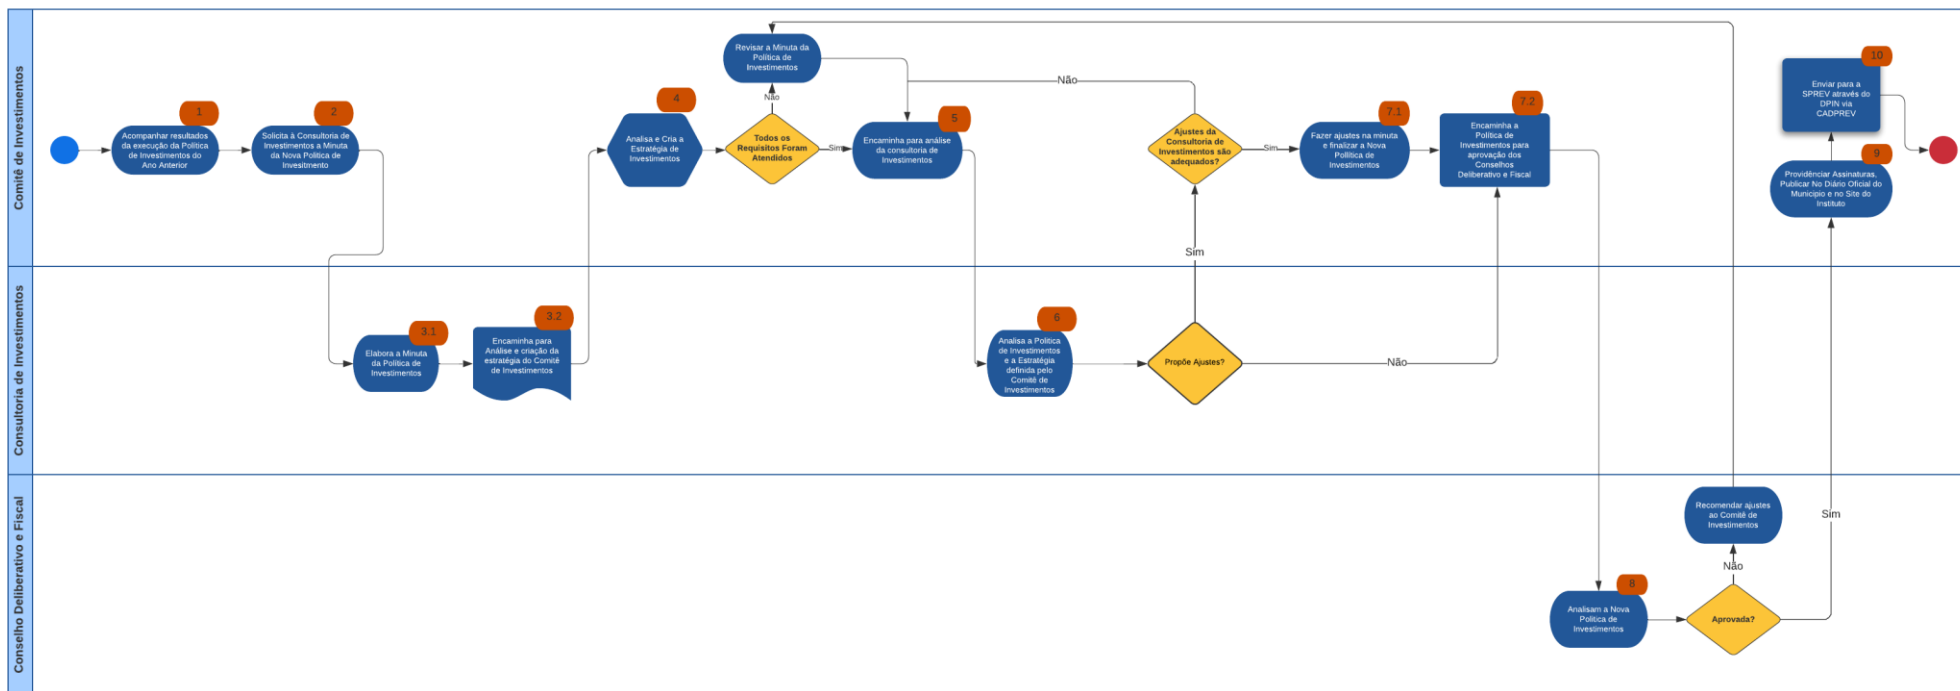 Comitê de Investimentos
1
Acompanhar resultados
da execução da Política
de Investimentos do
Ano Anterior
2
Solicita à Consultoria de
Investimentos a Minuta
da Nova Política de
Invesitmento
4
Analisa e Cria a
Estratégia de
Investimentos
Revisar a Minuta da
Política de
Investimentos
Não
Todos os
Requisitos Foram
Atendidos
Sim
5
Encaminha para análise
da consultoria de
Investimentos
Não
Ajustes da
Consultoria de
Investimentos são
adequados?
Sim
7.1
Fazer ajustes na minuta
e finalizar a Nova
Pollítica de
Investimentos
7.2
Encaminha a
Política de
Investimentos para
aprovação dos
Conselhos
Deliberativo e Fiscal
10
Enviar para a
SPREV através do
DPIN via
CADPREV
9
Providênciar Assinaturas,
Publicar No Diário Oficial do
Municipio e no Site do
Instituto
Sim
Consultoria de Investimentos
3.1
Elabora a Minuta
da Política de
Investimentos
3.2
Encaminha para
Análise e criação da
estratégia do Comitê
de Investimentos
6
Analisa a Politica
de Investimentos
e a Estratégia
definida pelo
Comitê de
Investimentos
Propõe Ajustes?
Não
Conselho Deliberativo e Fiscal
Recomendar ajustes
ao Comitê de
Investimentos
Não
Sim
8
Analisam a Nova
Politica de
Investimentos
Aprovada?